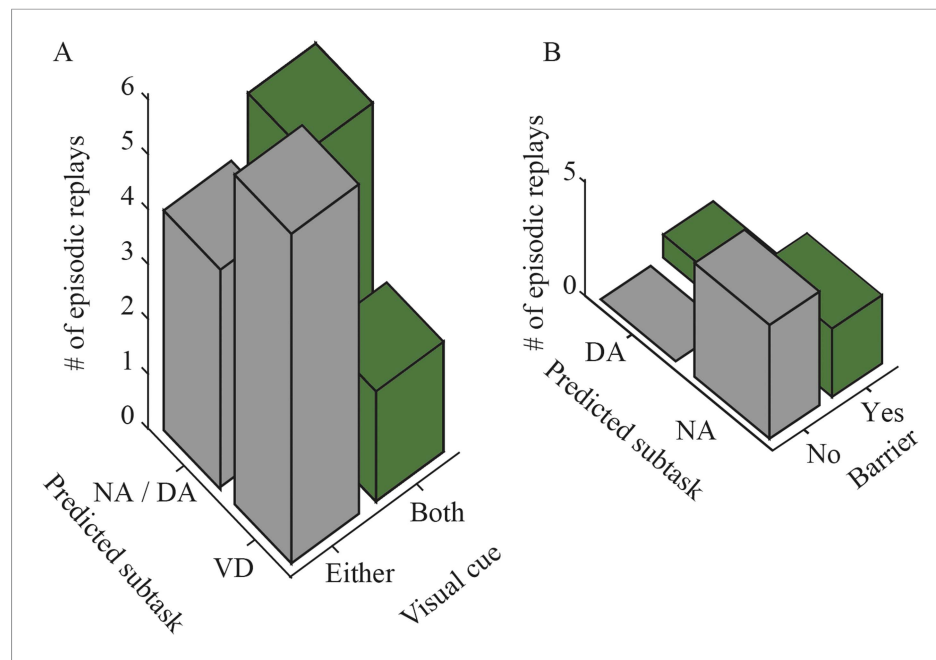 A
# of episodic replays
6
5
4
3
2
1
0
NA / DA
VD
Predicted subtask
Either
Both
Visual cue
B
# of episodic replays
5
0
DA
NA
Predicted subtask
No
Yes
Barrier